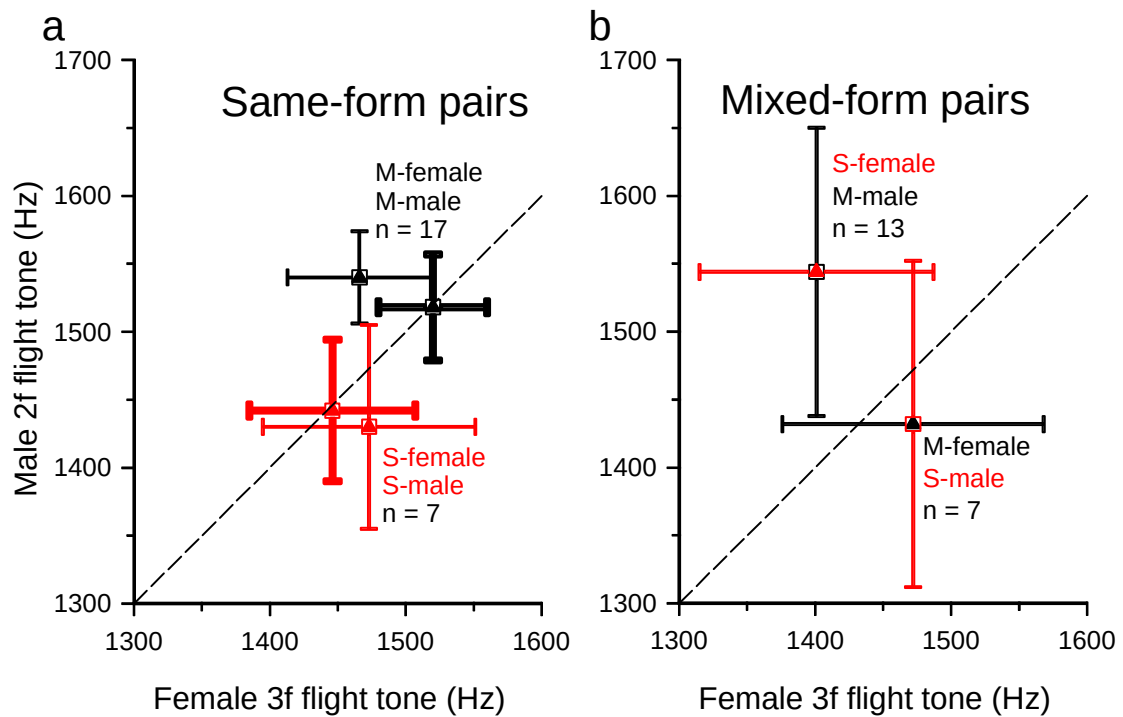 a
Same-form pairs
Male 2f flight tone (Hz)
1700
1600
1500
1400
1300
M-female
M-male
n = 17
S-female
S-male
n = 7
1300
1400
1500
1600
Female 3f flight tone (Hz)
b
Mixed-form pairs
1700
1600
1500
1400
1300
S-female
M-male
n = 13
M-female
S-male
n = 7
1300
1400
1500
1600
Female 3f flight tone (Hz)